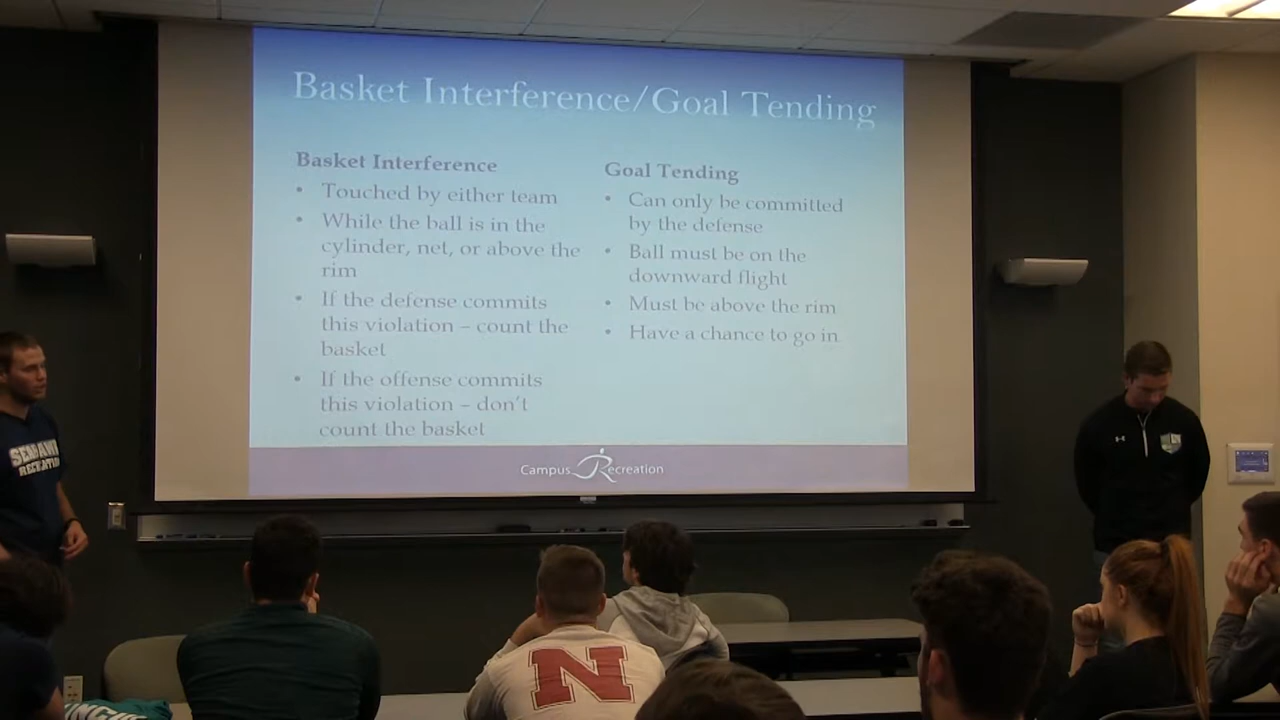 Basket Interference/Goal Tending
Basket Interference
• Touched by either team
• While the ball is in the
cylinder, net, or above the
rim
• If the defense commits
this violation – count the
basket
• If the offense commits
this violation – don't
count the basket
Goal Tending
• Can only be committed
by the defense
• Ball must be on the
downward flight
• Must be above the rim
• Have a chance to go in
Campus Recreation
RECREATION
N